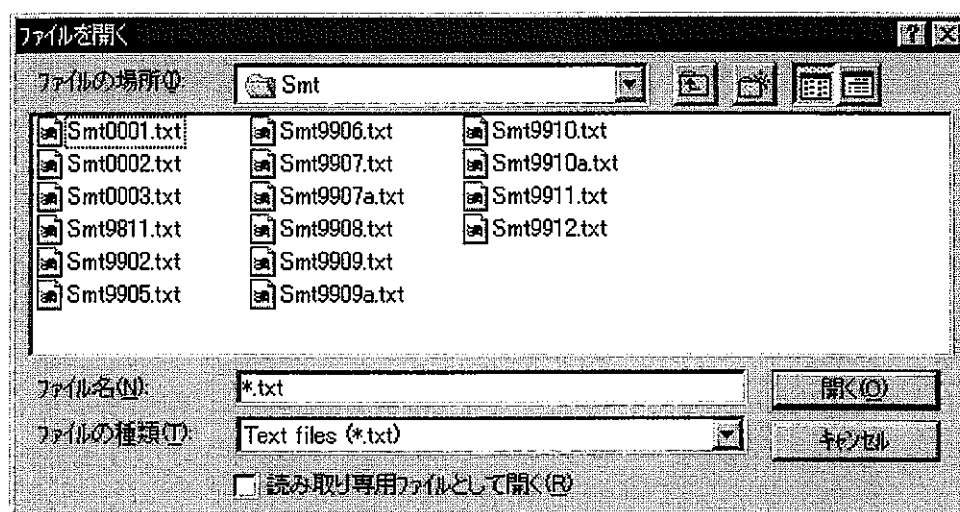 ファイルを開く
ファイルの場所(I):
Smt
Smt0001.txt
Smt0002.txt
Smt0003.txt
Smt9811.txt
Smt9902.txt
Smt9905.txt
Smt9906.txt
Smt9907.txt
Smt9907a.txt
Smt9908.txt
Smt9909.txt
Smt9909a.txt
Smt9910.txt
Smt9910a.txt
Smt9911.txt
Smt9912.txt
ファイル名(N):
*.txt
開く(O)
ファイルの種類(T):
Text files (*.txt)
キャンセル
読み取り専用ファイルとして開く(R)